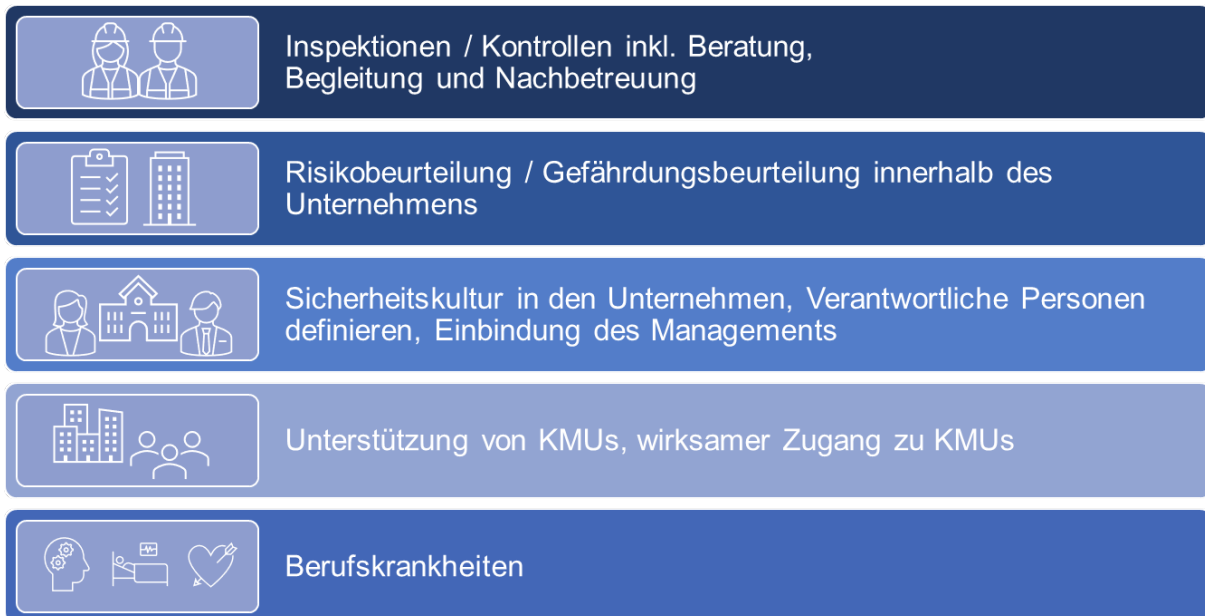 Inspektionen / Kontrollen inkl. Beratung,
Begleitung und Nachbetreuung
Risikobeurteilung / Gefährdungsbeurteilung innerhalb des
Unternehmens
Sicherheitskultur in den Unternehmen, Verantwortliche Personen
definieren, Einbindung des Managements
Unterstützung von KMUs, wirksamer Zugang zu KMUs
Berufskrankheiten